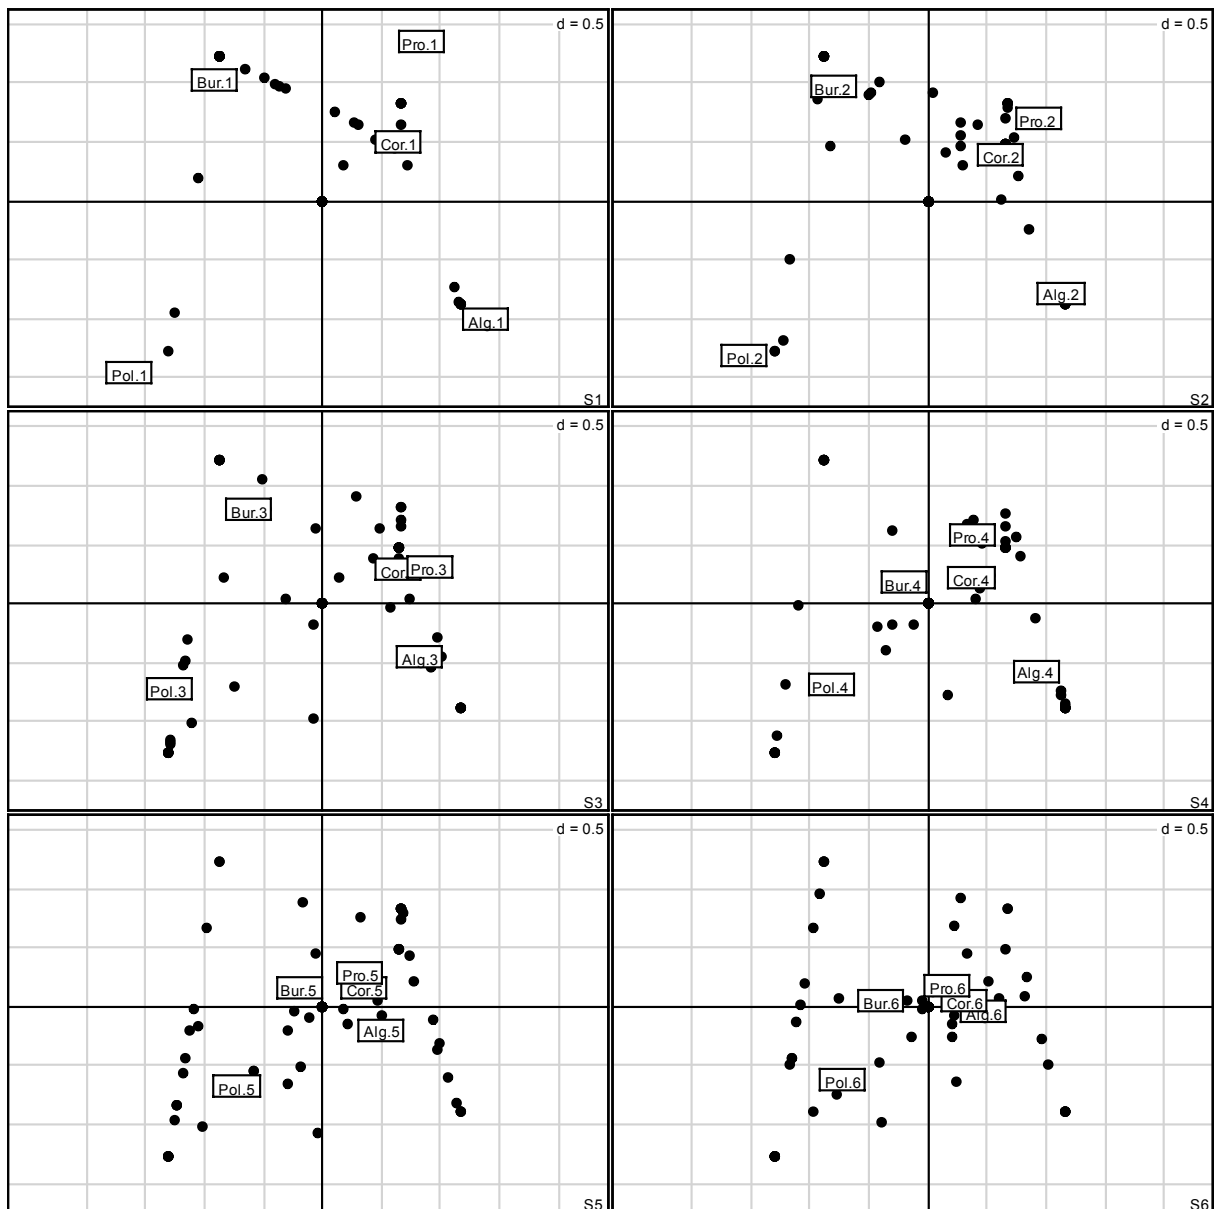 d = 0.5
Pro.1
Bur.1
Cor.1
Alg.1
Pol.1
S1
d = 0.5
Bur.2
Pro.2
Cor.2
Alg.2
Pol.2
S2
d = 0.5
Bur.3
Cor.
Pro.3
Alg.3
Pol.3
S3
d = 0.5
Pro.4
Bur.4
Cor.4
Alg.4
Pol.4
S4
d = 0.5
Pro.5
Bur.5
Cor.5
Alg.5
Pol.5
S5
d = 0.5
Pro.6
Bur.6
Cor.6
Alg.6
Pol.6
S6